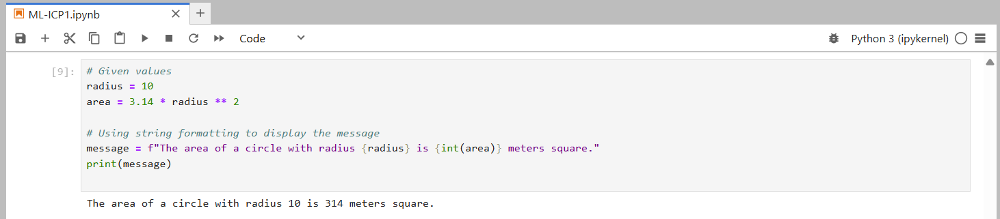 ML-ICP1.ipynb
Code
Python 3 (ipykernel)
[9]:
# Given values
radius = 10
area = 3.14 * radius ** 2
# Using string formatting to display the message
message = f"The area of a circle with radius {radius} is {int(area)} meters square."
print(message)
The area of a circle with radius 10 is 314 meters square.